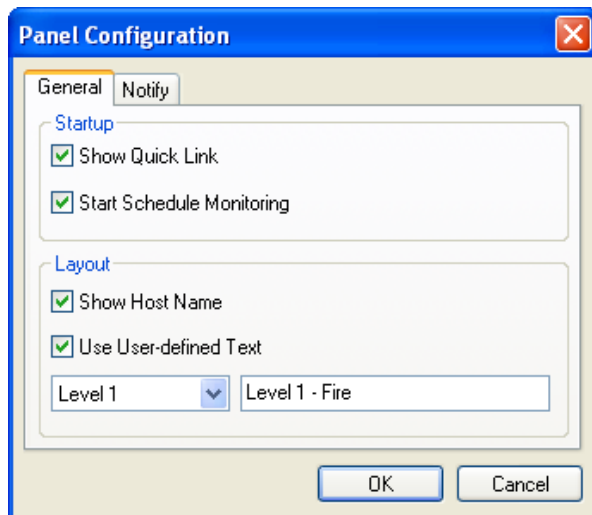 Panel Configuration
General Notify
Startup
Show Quick Link
Start Schedule Monitoring
Layout
Show Host Name
Use User-defined Text
Level 1 Level 1 - Fire
OK Cancel